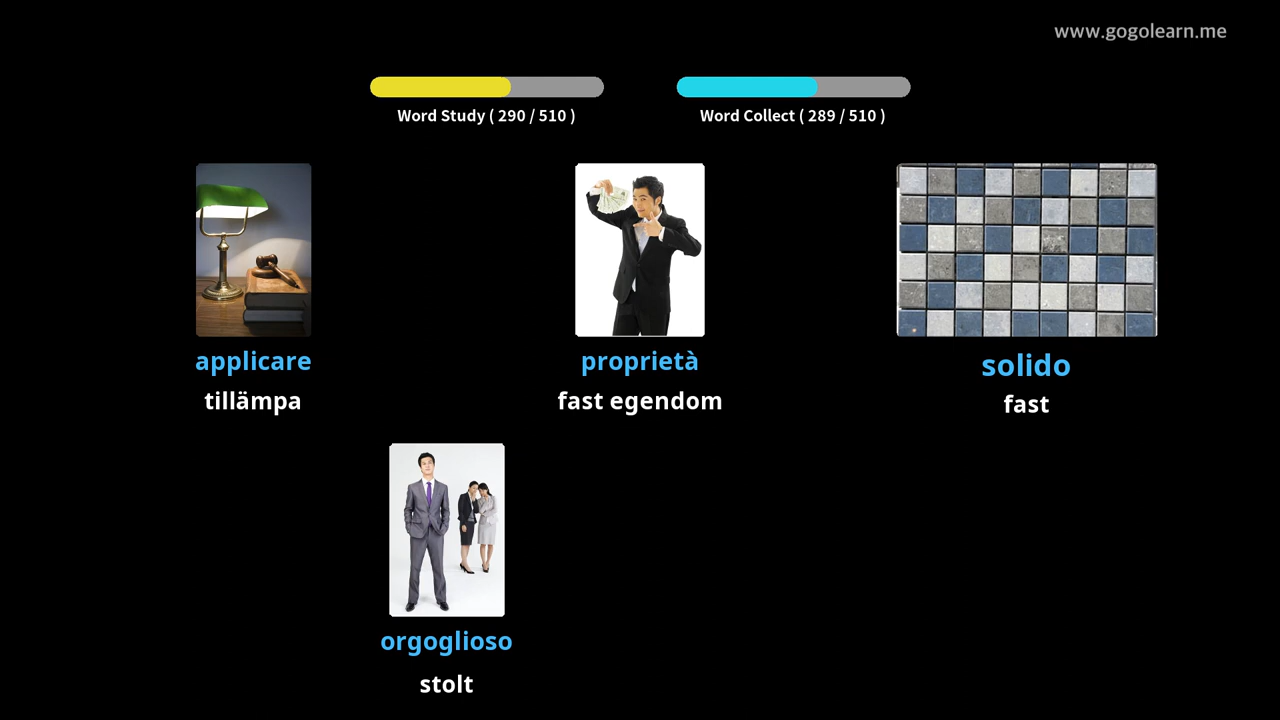 www.gogolearn.me
Word Study ( 290 / 510 )
Word Collect ( 289 / 510 )
applicare
tillämpa
proprietà
fast egendom
solido
fast
orgoglioso
stolt